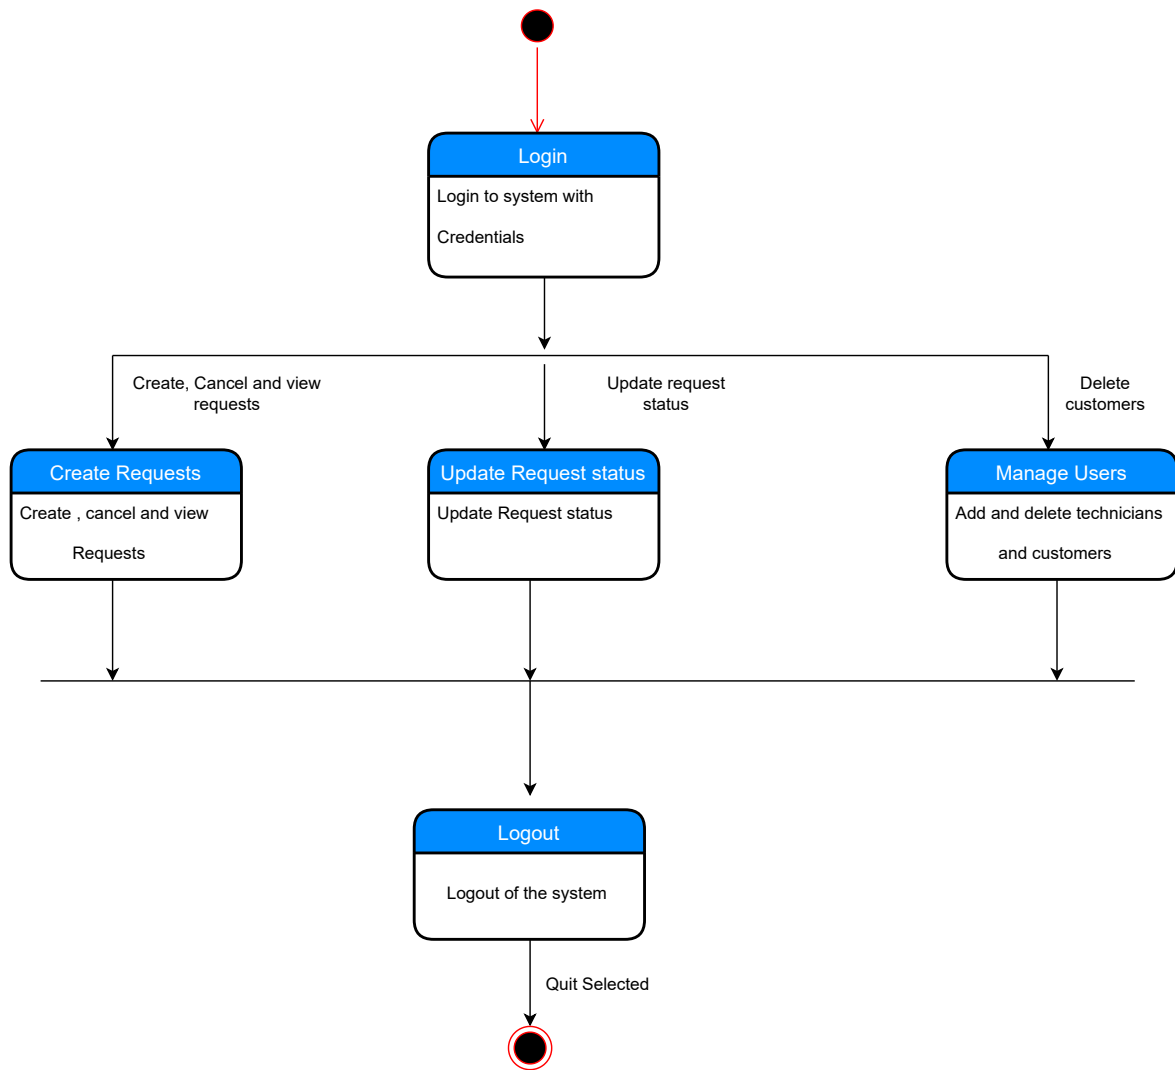 Login
Login to system with
Credentials
Create, Cancel and view
requests
Update request
status
Delete
customers
Create Requests
Create , cancel and view
Requests
Update Request status
Update Request status
Manage Users
Add and delete technicians
and customers
Logout
Logout of the system
Quit Selected